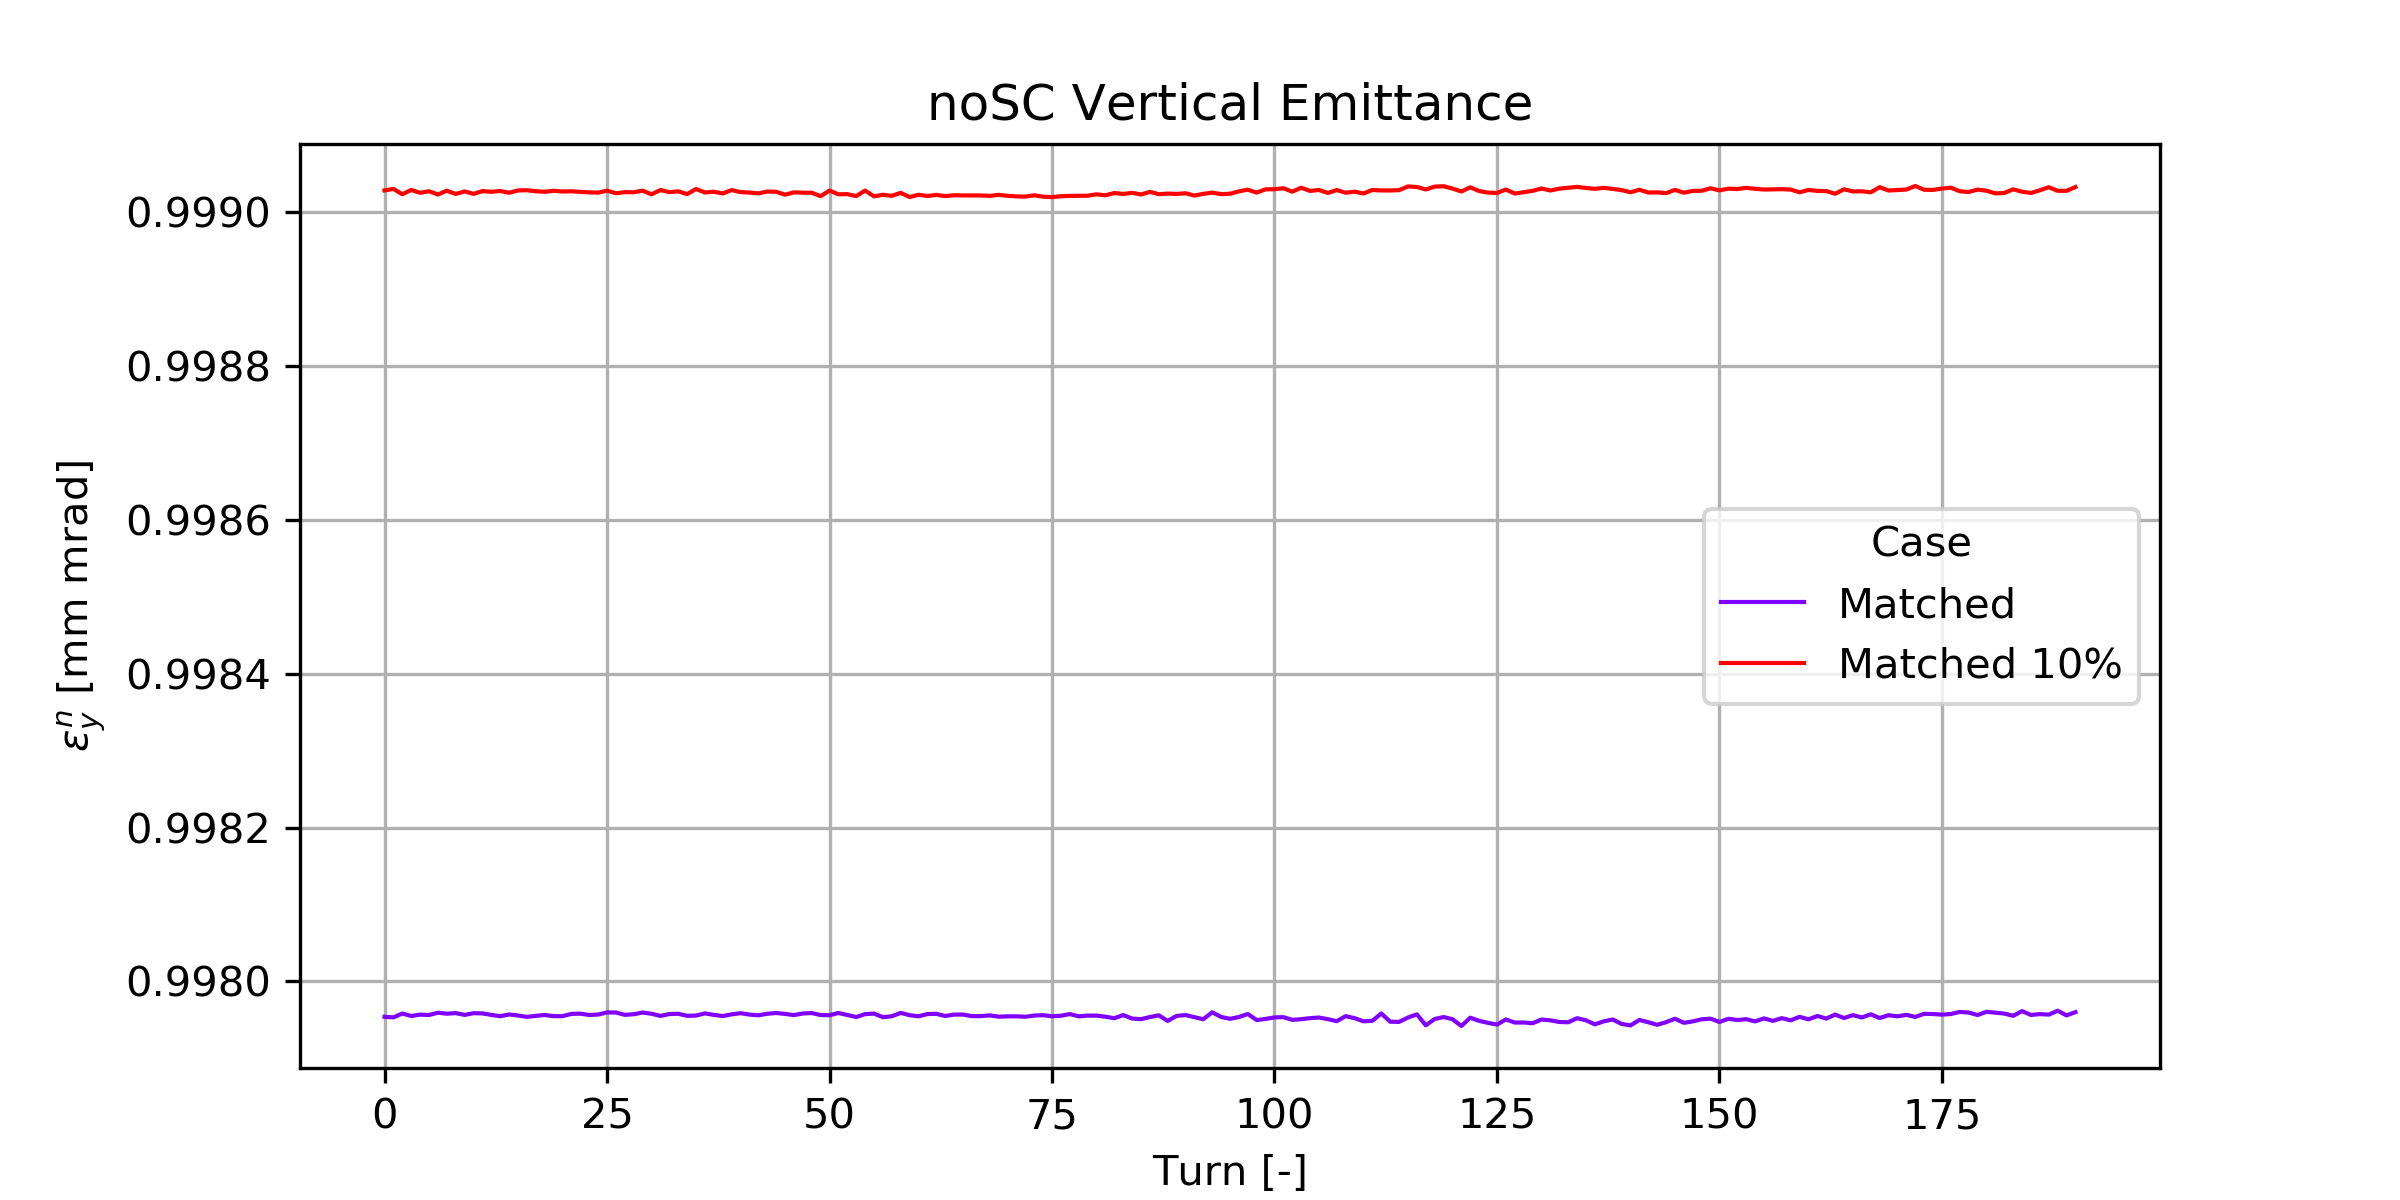 noSC Vertical Emittance
0.9990
0.9988
0.9986
0.9984
0.9982
0.9980
εₙʸ [mm mrad]
Case
Matched
Matched 10%
0 25 50 75 100 125 150 175
Turn [-]